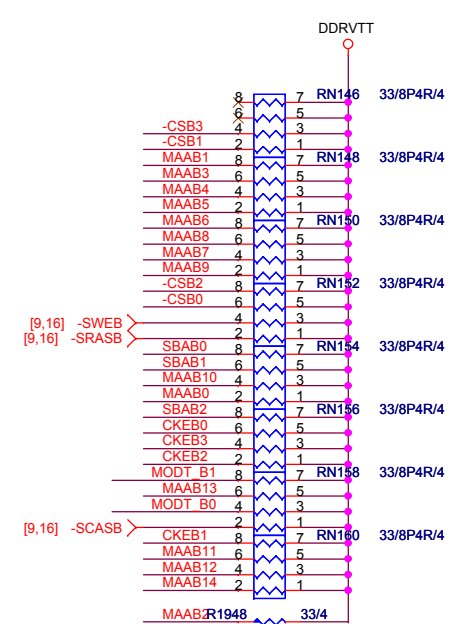 DDRVTT
8 7 RN146 33/8P4R/4
6 5
-CSB3 4 3
-CSB1 2 1
MAAB1 8 7 RN148 33/8P4R/4
MAAB3 6 5
MAAB4 4 3
MAAB5 2 1
MAAB6 8 7 RN150 33/8P4R/4
MAAB8 6 5
MAAB7 4 3
MAAB9 2 1
-CSB2 8 7 RN152 33/8P4R/4
-CSB0 6 5
[9,16] -SWEB 4 3
[9,16] -SRASB 2 1
SBAB0 8 7 RN154 33/8P4R/4
SBAB1 6 5
MAAB10 4 3
MAAB0 2 1
SBAB2 8 7 RN156 33/8P4R/4
CKEB0 6 5
CKEB3 4 3
CKEB2 2 1
MODT_B1 8 7 RN158 33/8P4R/4
MAAB13 6 5
MODT_B0 4 3
[9,16] -SCASB 2 1
CKEB1 8 7 RN160 33/8P4R/4
MAAB11 6 5
MAAB12 4 3
MAAB14 2 1
MAAB2 R1948 33/4